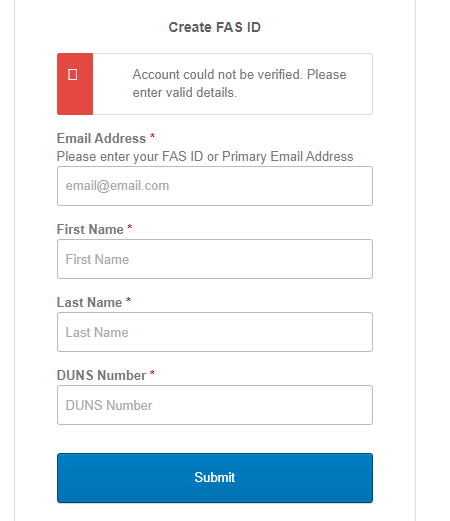 Create FAS ID
Account could not be verified. Please
enter valid details.
Email Address *
Please enter your FAS ID or Primary Email Address
email@email.com
First Name *
First Name
Last Name *
Last Name
DUNS Number *
DUNS Number
Submit